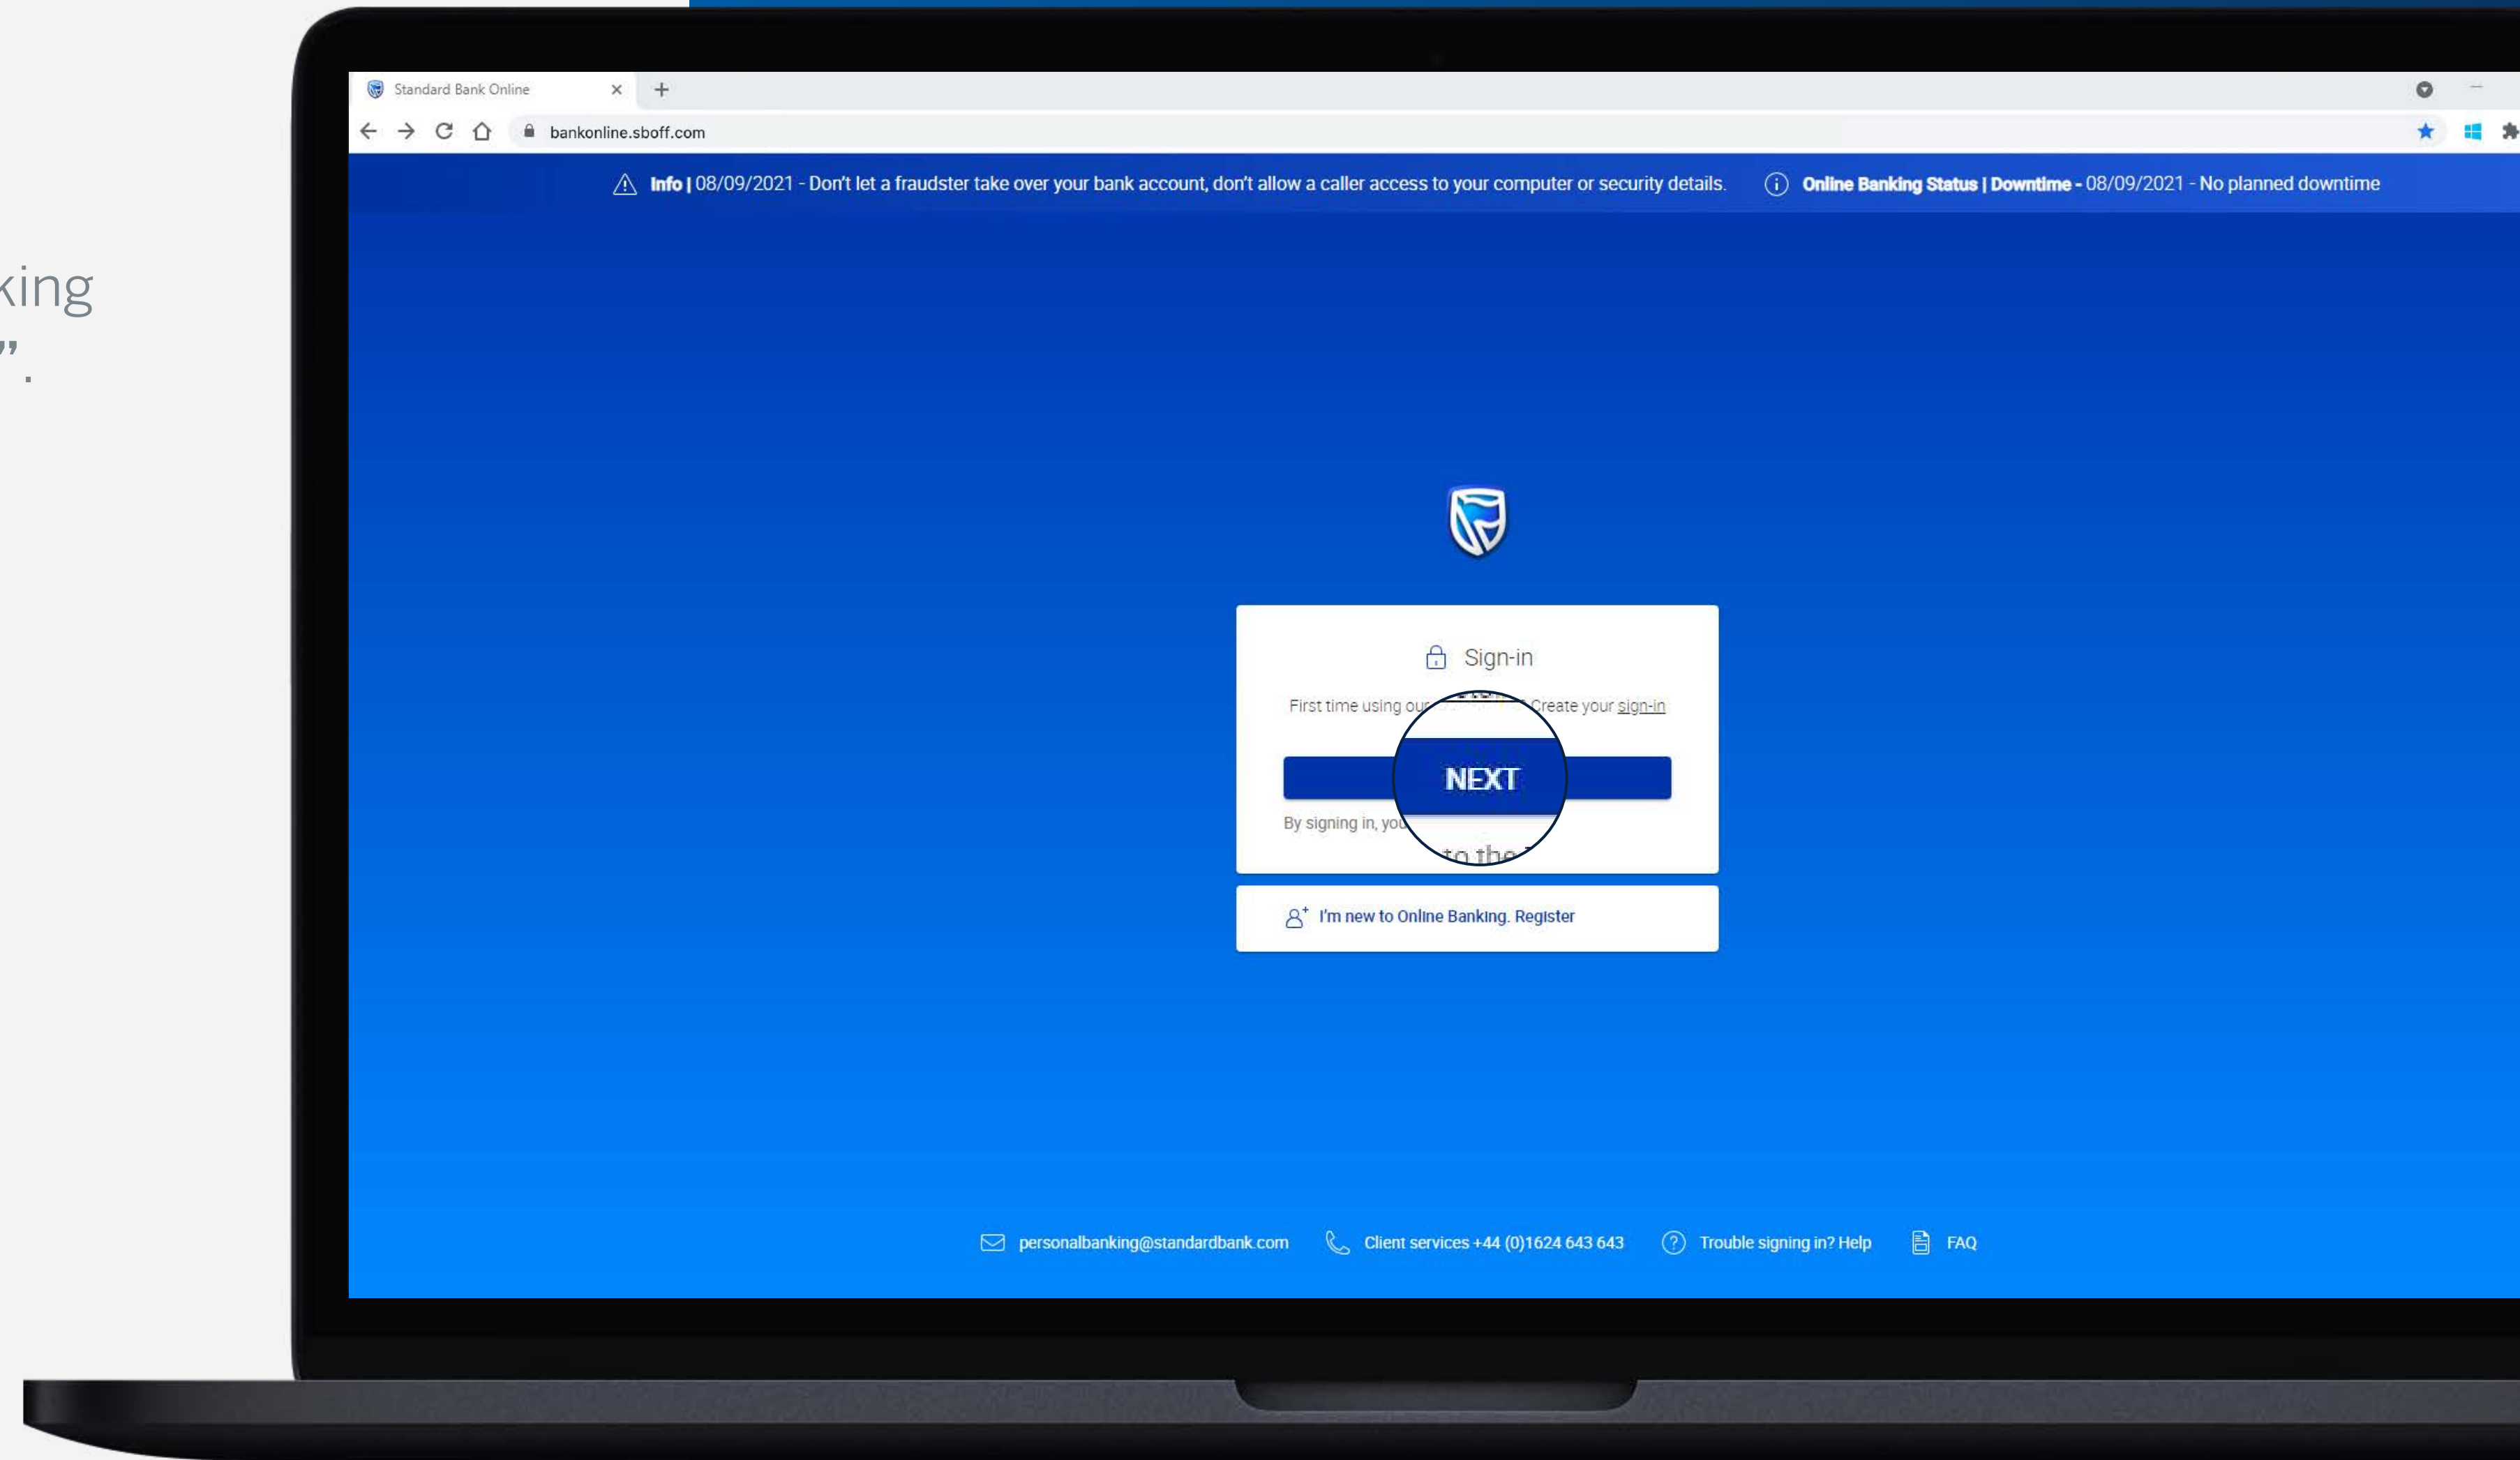 Standard Bank Online
bankonline.sboff.com
Info | 08/09/2021 - Don't let a fraudster take over your bank account, don't allow a caller access to your computer or security details.
Online Banking Status | Downtime - 08/09/2021 - No planned downtime
king
”.
Sign-in
First time using our Create your sign-in
NEXT
By signing in, you
to the
I'm new to Online Banking. Register
personalbanking@standardbank.com
Client services +44 (0)1624 643 643
Trouble signing in? Help
FAQ